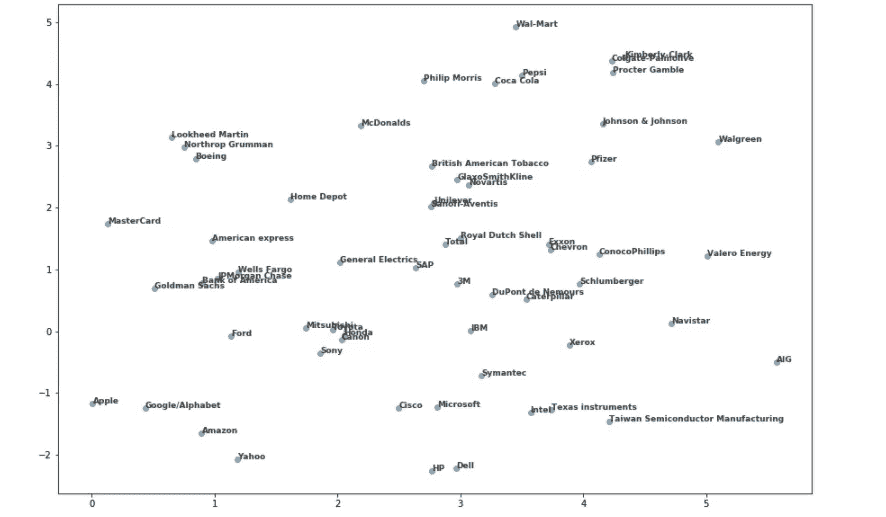 5
Wal-Mart
Kimberly-Clark
Colgate-Palmolive
Procter Gamble
Pepsi
Philip Morris
Coca Cola
4
McDonalds
Johnson & Johnson
Lookheed Martin
Walgreen
Northrop Grumman
3
Boeing
Pfizer
British American Tobacco
GlaxoSmithKline
Novartis
Home Depot
Unilever
Sanofi-Aventis
2
MasterCard
American express
Royal Dutch Shell
Total
Exxon
Chevron
ConocoPhillips
Valero Energy
General Electrics
SAP
1
Wells Fargo
JPMorgan Chase
Bank of America
Goldman Sachs
3M
Schlumberger
DuPont de Nemours
Caterpillar
Navistar
Mitsubishi
Toyota
Honda
Canon
IBM
0
Ford
Xerox
Sony
AIG
Symantec
−1
Apple
Google/Alphabet
Cisco
Microsoft
Intel
Texas instruments
Taiwan Semiconductor Manufacturing
Amazon
−2
Yahoo
HP
Dell
0 1 2 3 4 5